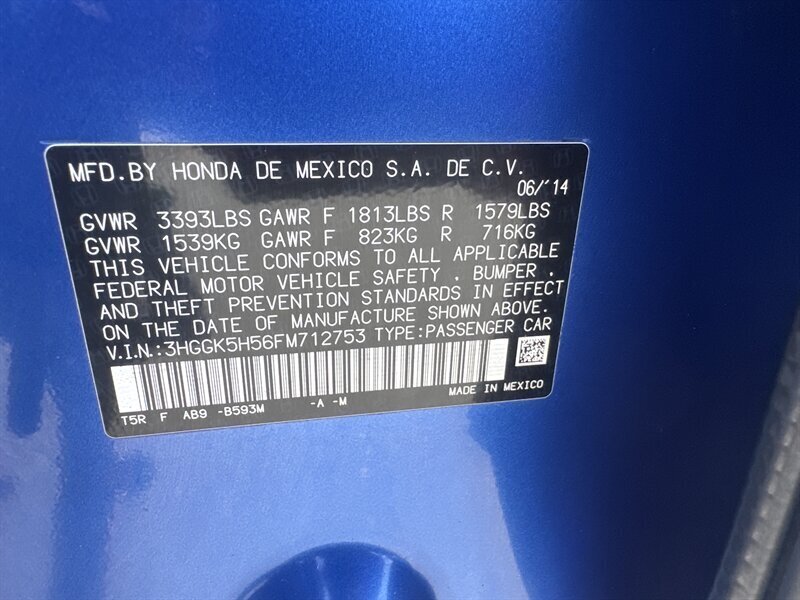 MFD.BY HONDA DE MEXICO S.A. DE C.V.
06/'14
GVWR 3393LBS GAWR F 1813LBS R 1579LBS
GVWR 1539KG GAWR F 823KG R 716KG
THIS VEHICLE CONFORMS TO ALL APPLICABLE
FEDERAL MOTOR VEHICLE SAFETY . BUMPER .
AND THEFT PREVENTION STANDARDS IN EFFECT
ON THE DATE OF MANUFACTURE SHOWN ABOVE.
V.I.N.:3HGGK5H56FM712753 TYPE:PASSENGER CAR
MADE IN MEXICO
T5R F AB9 -B593M -A -M